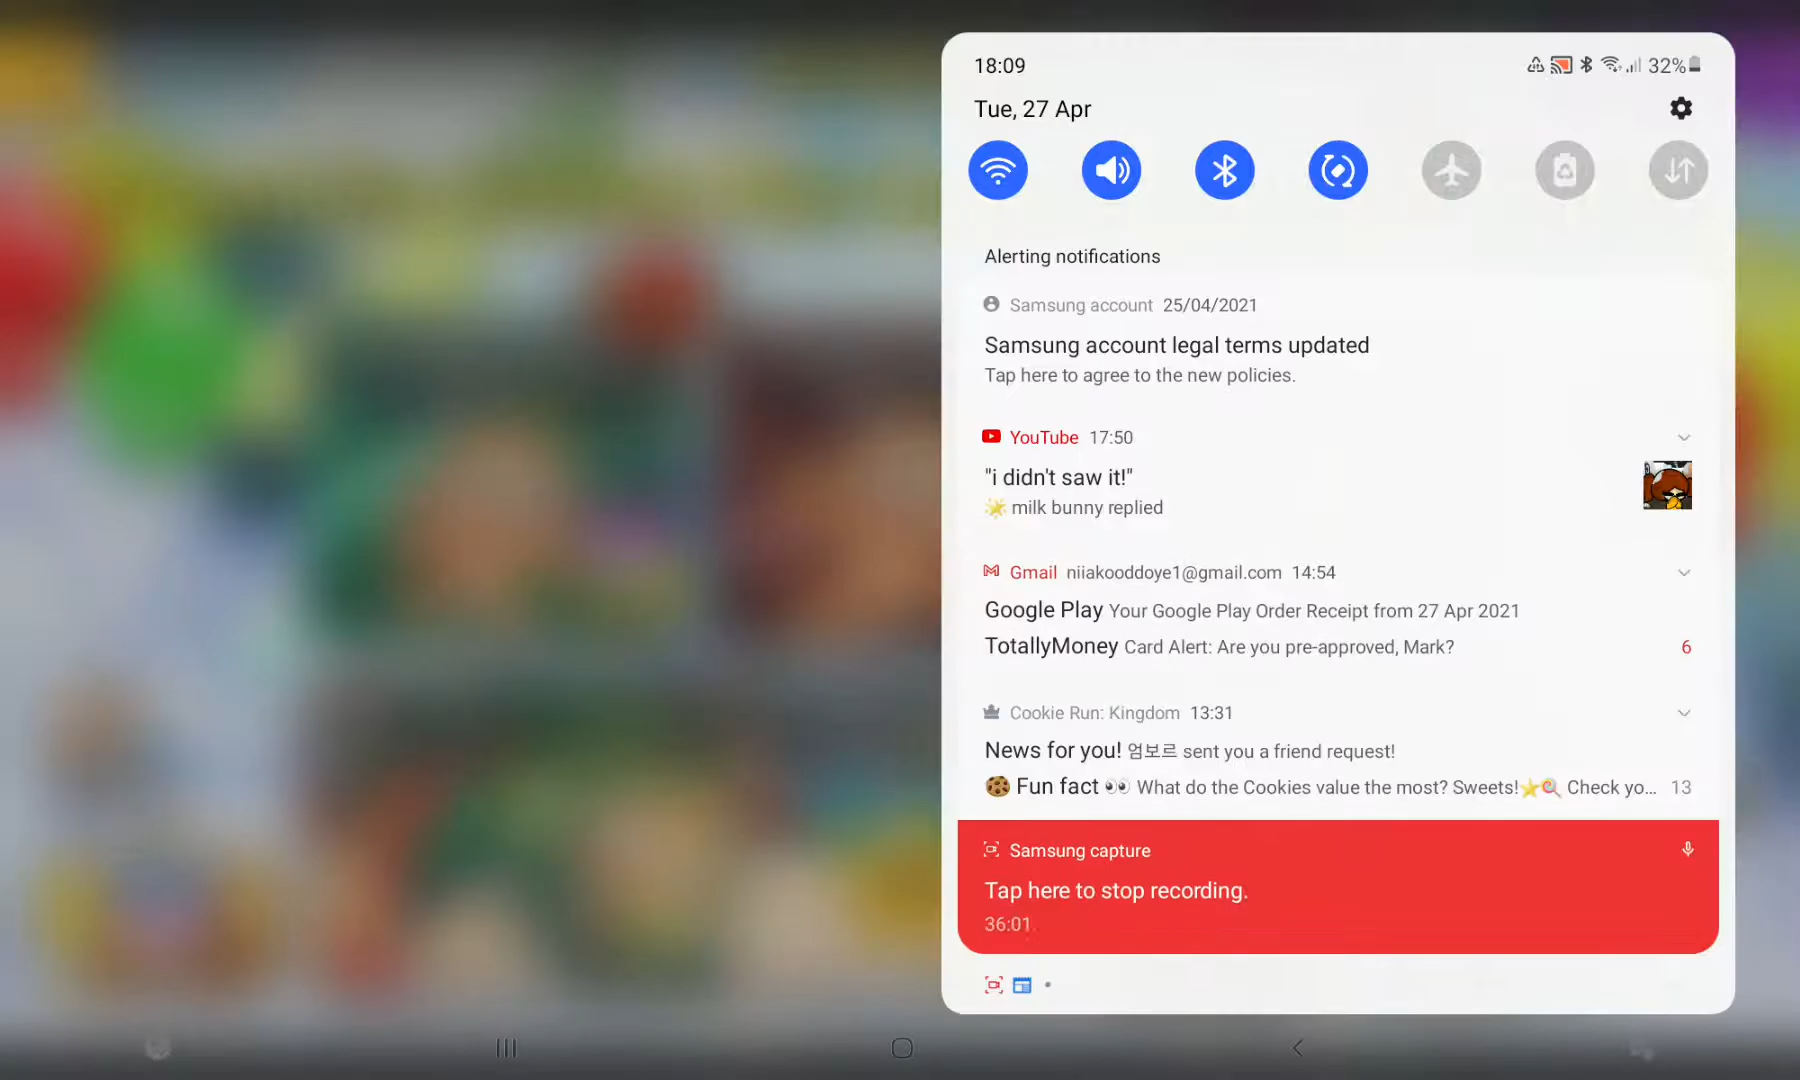 18:09
32%
Tue, 27 Apr
Alerting notifications
Samsung account 25/04/2021
Samsung account legal terms updated
Tap here to agree to the new policies.
YouTube 17:50
"i didn't saw it!"
🌟 milk bunny replied
Gmail niiakooddoye1@gmail.com 14:54
Google Play Your Google Play Order Receipt from 27 Apr 2021
TotallyMoney Card Alert: Are you pre-approved, Mark? 6
Cookie Run: Kingdom 13:31
News for you! 엄보르 sent you a friend request!
🍪 Fun fact 👀 What do the Cookies value the most? Sweets!⭐🍭 Check yo... 13
Samsung capture
Tap here to stop recording.
36:01